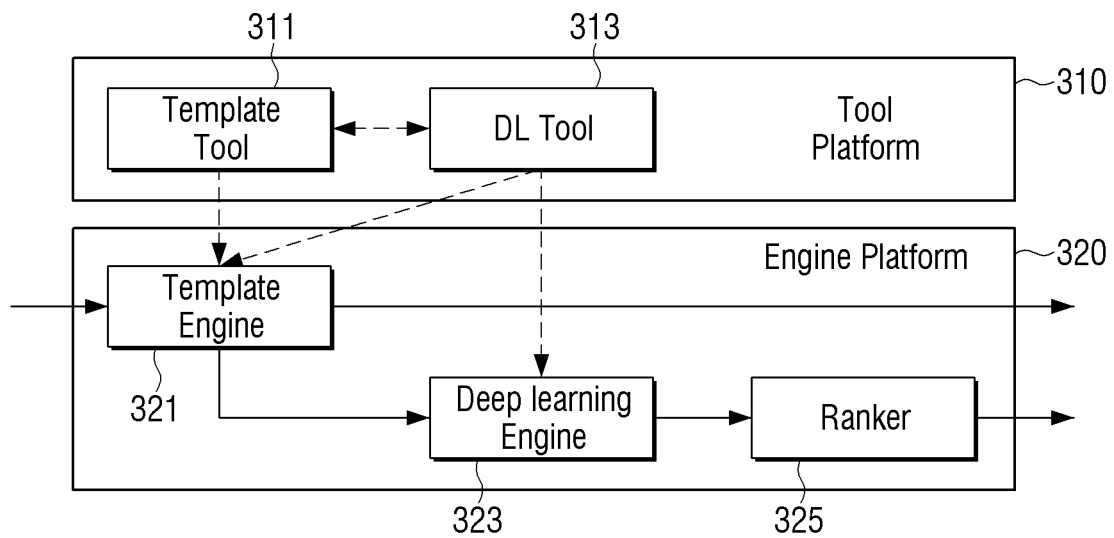 311
313
310
Template
Tool
DL Tool
Tool
Platform
320
Engine Platform
Template
Engine
321
Deep learning
Engine
Ranker
323
325